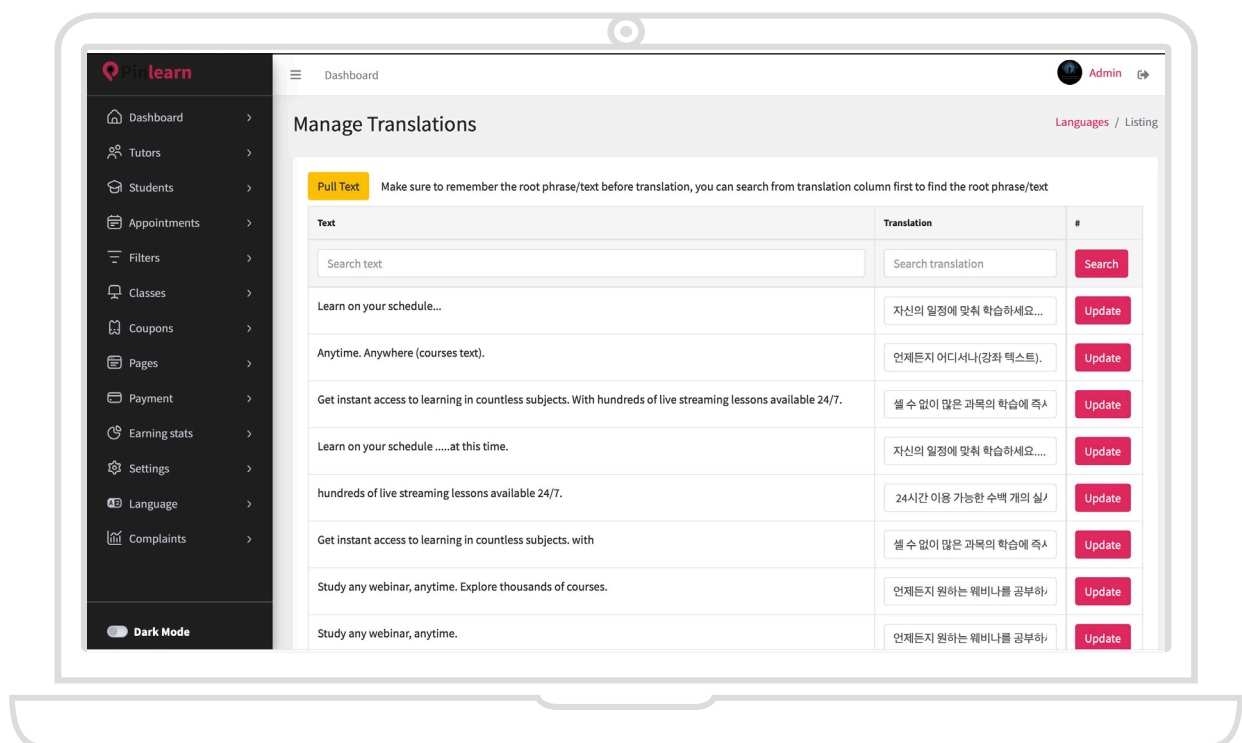 Pinlearn
Dashboard
Admin
Dashboard
Tutors
Students
Appointments
Filters
Classes
Coupons
Pages
Payment
Earning stats
Settings
Language
Complaints
Dark Mode
Manage Translations
Languages / Listing
Pull Text Make sure to remember the root phrase/text before translation, you can search from translation column first to find the root phrase/text
Text Translation #
Search text Search translation Search
Learn on your schedule... 자신의 일정에 맞춰 학습하세요... Update
Anytime. Anywhere (courses text). 언제든지 어디서나(강좌 텍스트). Update
Get instant access to learning in countless subjects. With hundreds of live streaming lessons available 24/7. 셀 수 없이 많은 과목의 학습에 즉시 Update
Learn on your schedule .....at this time. 자신의 일정에 맞춰 학습하세요.... Update
hundreds of live streaming lessons available 24/7. 24시간 이용 가능한 수백 개의 Update
Get instant access to learning in countless subjects. with 셀 수 없이 많은 과목의 학습에 Update
Study any webinar, anytime. Explore thousands of courses. 언제든지 원하는 웨비나를 Update
Study any webinar, anytime. 언제든지 원하는 웨비나를 Update